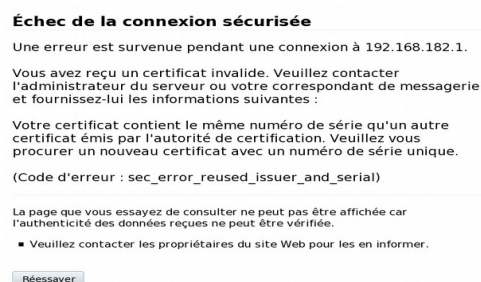 Échec de la connexion sécurisée
Une erreur est survenue pendant une connexion à 192.168.182.1.
Vous avez reçu un certificat invalide. Veuillez contacter
l'administrateur du serveur ou votre correspondant de messagerie
et fournissez-lui les informations suivantes :
Votre certificat contient le même numéro de série qu'un autre
certificat émis par l'autorité de certification. Veuillez vous
procurer un nouveau certificat avec un numéro de série unique.
(Code d'erreur : sec_error_reused_issuer_and_serial)
La page que vous essayez de consulter ne peut pas être affichée car
l'authenticité des données reçues ne peut être vérifiée.
▪ Veuillez contacter les propriétaires du site Web pour les en informer.
Réessayer